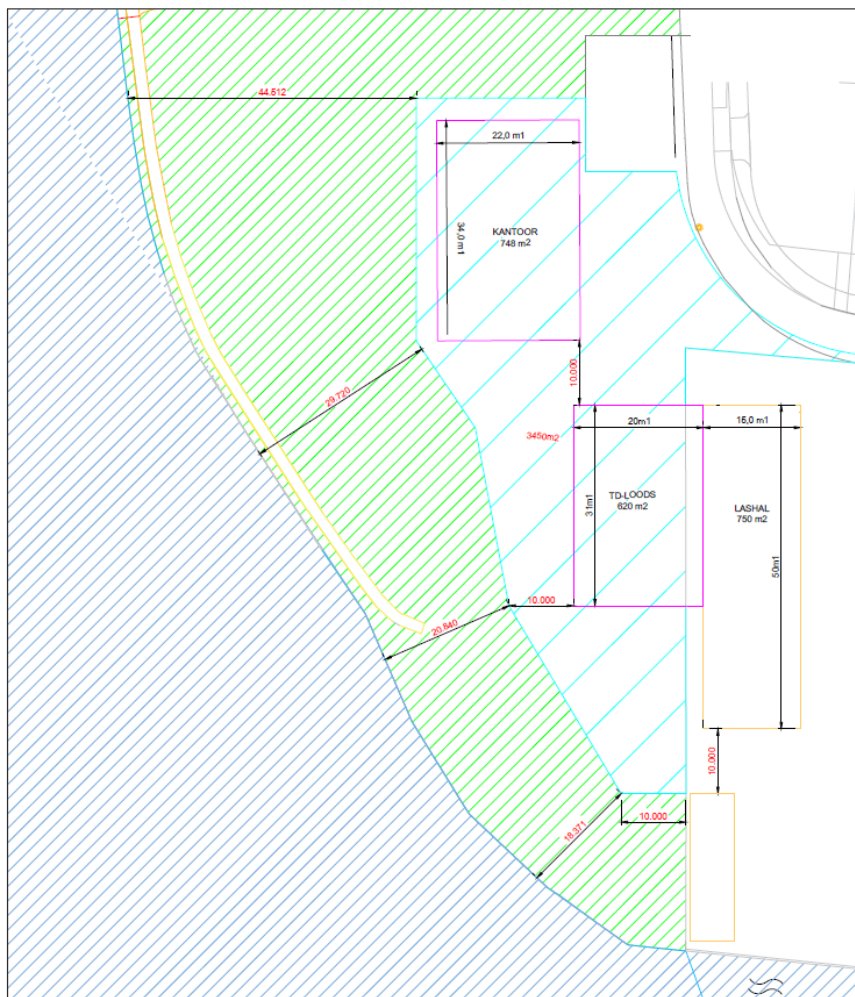 44.512
22,0 m1
34,0 m1
KANTOOR
748 m2
29.720
10.000
3450m2
20m1
15,0 m1
31m1
TD-LOODS
620 m2
LASHAL
750 m2
50m1
10.000
20.840
10.000
10.000
18.371